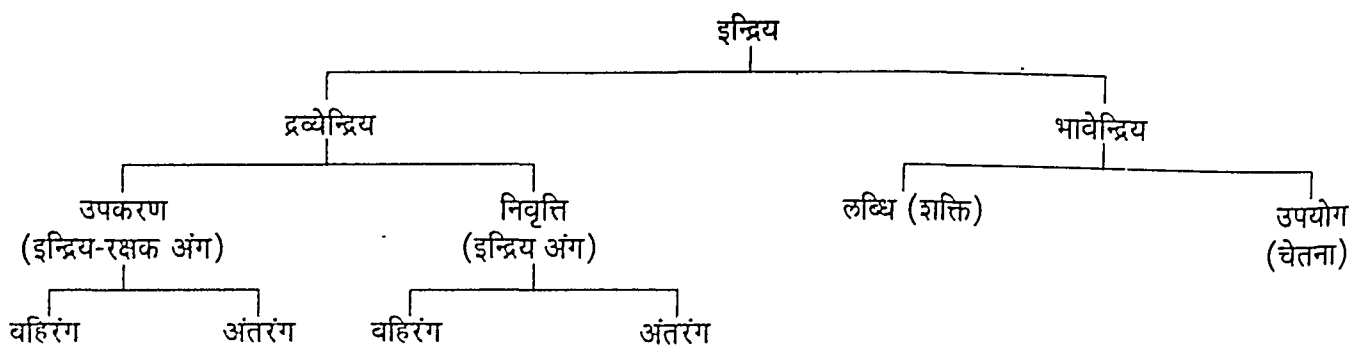 इन्द्रिय
द्रव्येन्द्रिय
भावेन्द्रिय
उपकरण
(इन्द्रिय-रक्षक अंग)
निवृत्ति
(इन्द्रिय अंग)
लब्धि (शक्ति)
उपयोग
(चेतना)
वहिरंग
अंतरंग
वहिरंग
अंतरंग